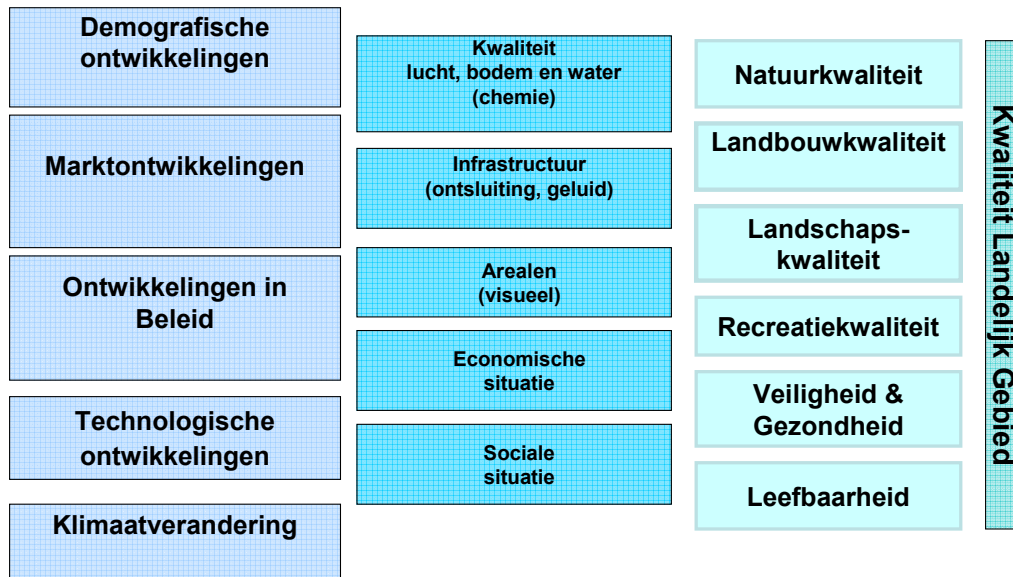 Demografische
ontwikkelingen
Marktontwikkelingen
Ontwikkelingen in
Beleid
Technologische
ontwikkelingen
Klimaatverandering
Kwaliteit
lucht, bodem en water
(chemie)
Infrastructuur
(ontsluiting, geluid)
Arealen
(visueel)
Economische
situatie
Sociale
situatie
Natuurkwaliteit
Landbouwkwaliteit
Landschaps-
kwaliteit
Recreatiekwaliteit
Veiligheid &
Gezondheid
Leefbaarheid
Kwaliteit Landelijk Gebied